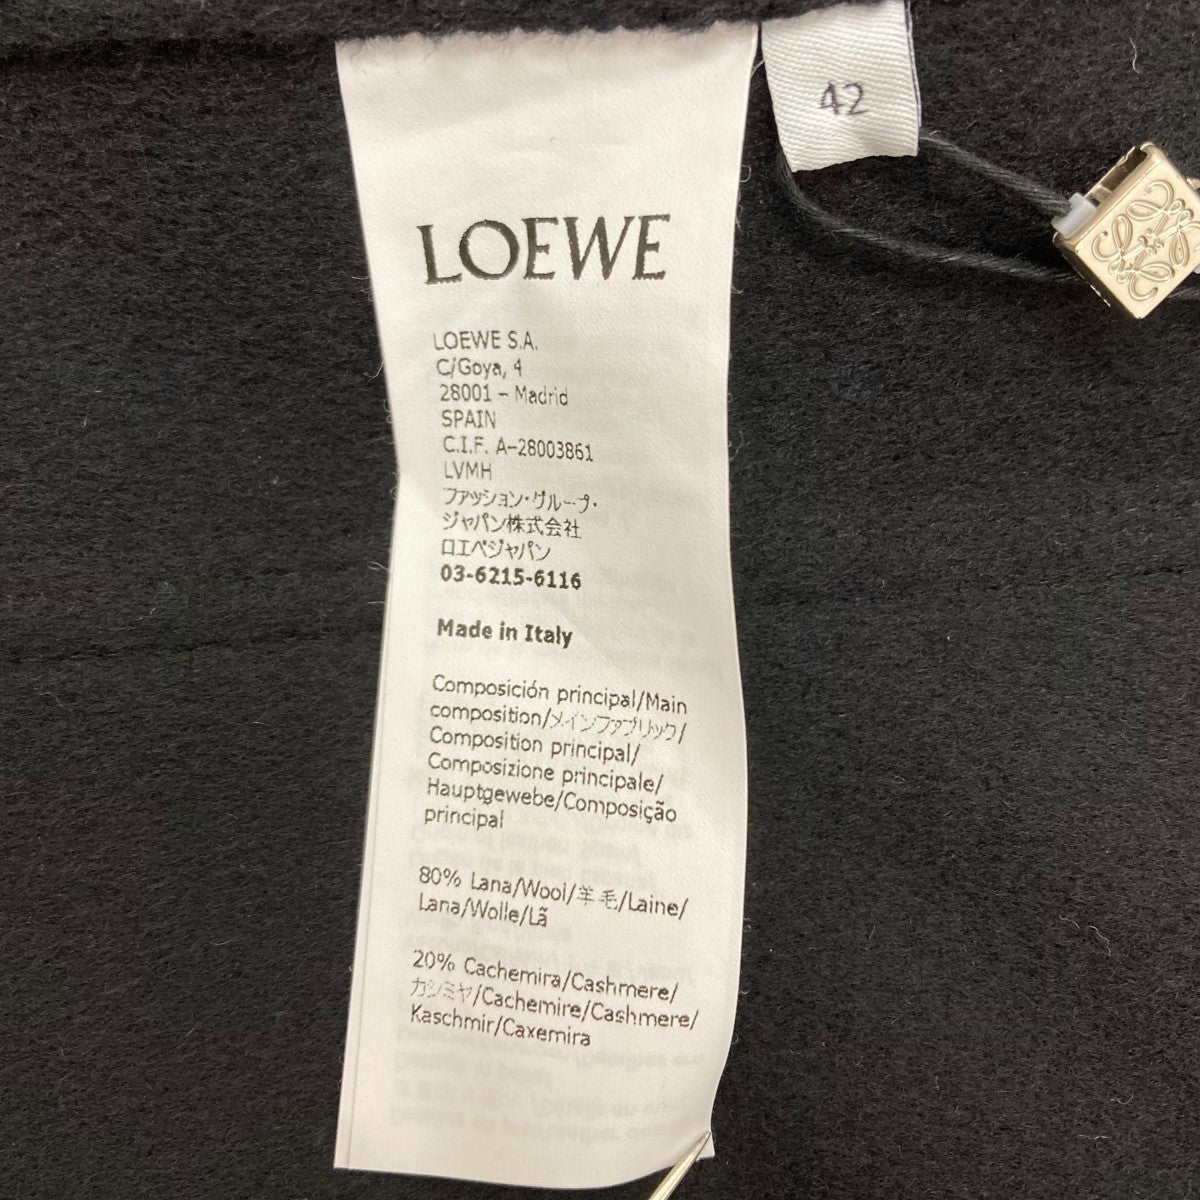 42
LOEWE
LOEWE S.A.
C/Goya, 4
28001 - Madrid
SPAIN
C.I.F. A-28003861
LVMH
ファッション・グループ・
ジャパン株式会社
ロエベジャパン
03-6215-6116
Made in Italy
Composición principal/Main
composition/メインファブリック/
Composition principal/
Composizione principale/
Hauptgewebe/Composição
principal
80% Lana/Wool/羊毛/Laine/
Lana/Wolle/Lã
20% Cachemira/Cashmere/
カシミヤ/Cachemire/Cashmere/
Kaschmir/Caxemira